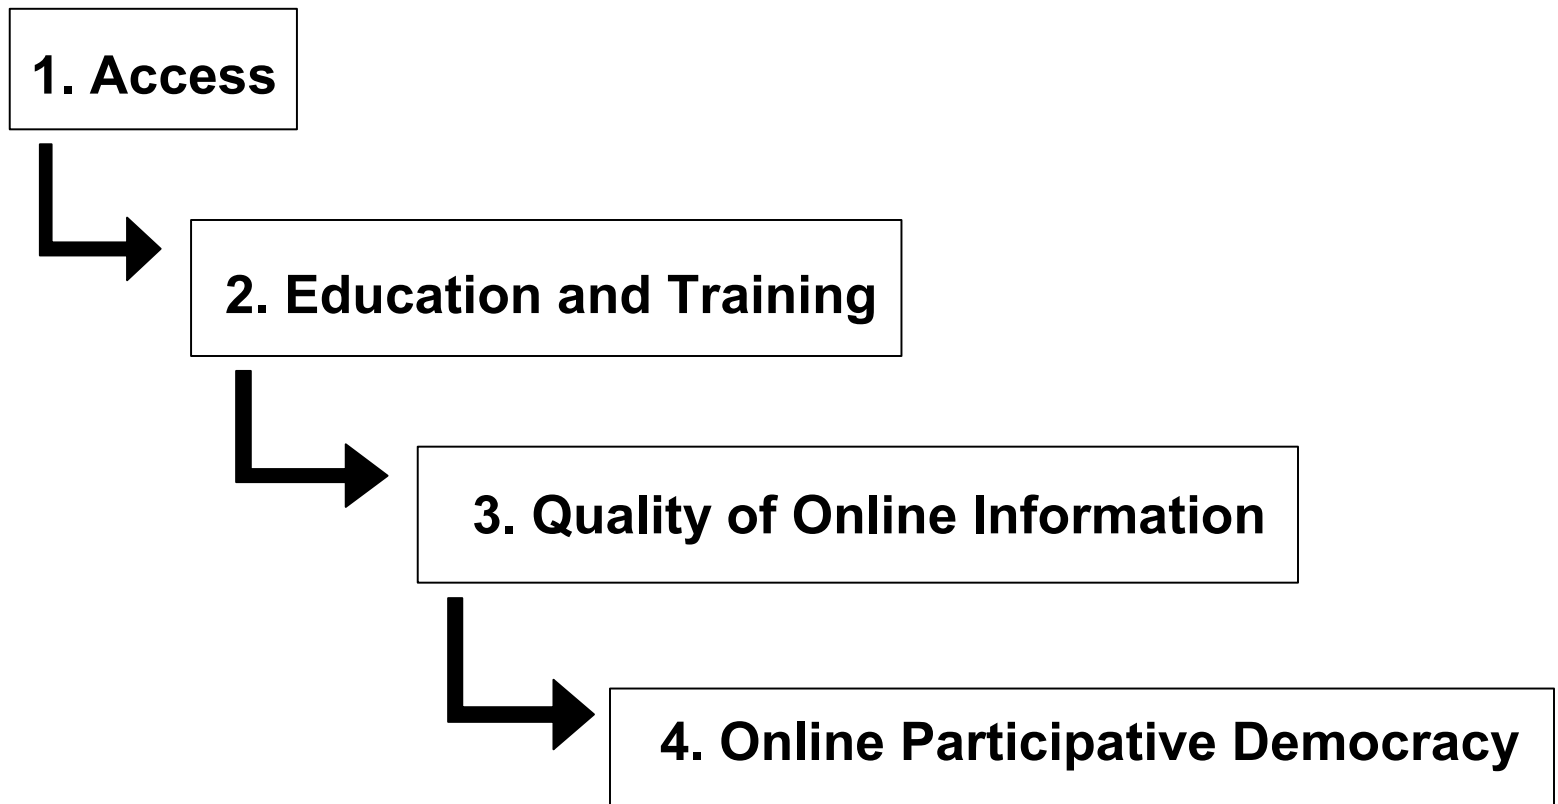 1. Access
2. Education and Training
3. Quality of Online Information
4. Online Participative Democracy